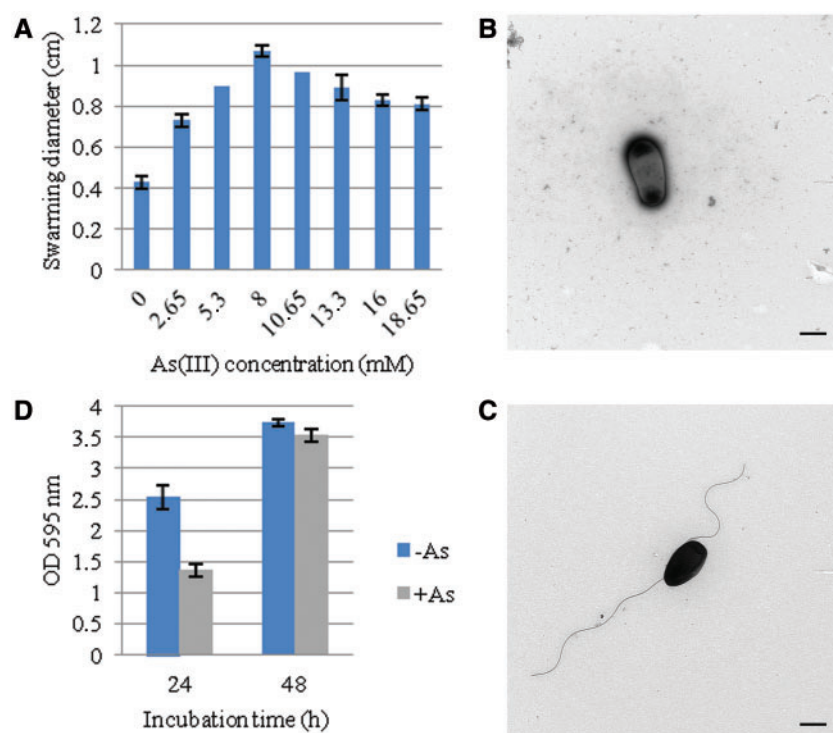 A
Swarming diameter (cm)
1.2
1
0.8
0.6
0.4
0.2
0
0
2.65
5.3
8
10.65
13.3
16
18.65
As(III) concentration (mM)
B
D
OD 595 nm
4
3.5
3
2.5
2
1.5
1
0.5
0
24
48
Incubation time (h)
-As
+As
C